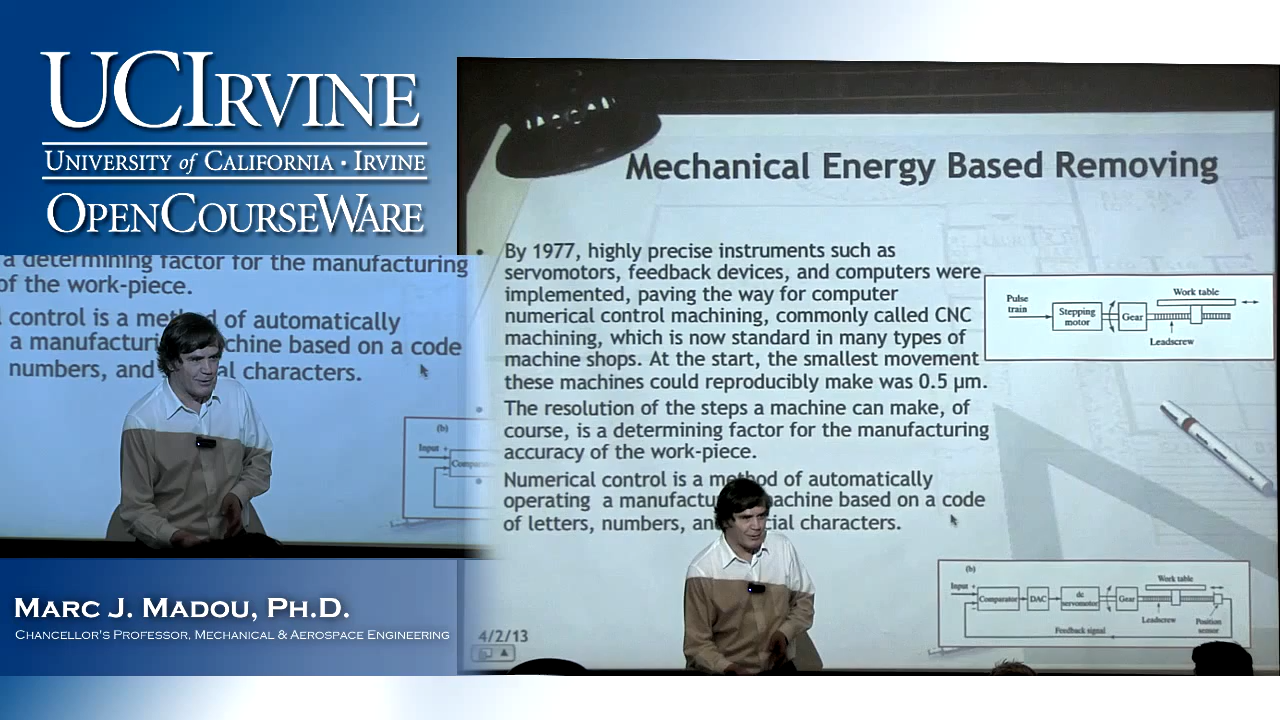 UCIRVINE
UNIVERSITY of CALIFORNIA · IRVINE
OPENCOURSEWARE
a determining factor for the manufacturing
of the work-piece.
control is a meth of automatically
a manufacturi chine based on a code
numbers, and al characters.
(b)
Input +
MARC J. MADOU, PH.D.
CHANCELLOR'S PROFESSOR, MECHANICAL & AEROSPACE ENGINEERING
Mechanical Energy Based Removing
• By 1977, highly precise instruments such as
servomotors, feedback devices, and computers were
implemented, paving the way for computer
numerical control machining, commonly called CNC
machining, which is now standard in many types of
machine shops. At the start, the smallest movement
these machines could reproducibly make was 0.5 µm.
• The resolution of the steps a machine can make, of
course, is a determining factor for the manufacturing
accuracy of the work-piece.
• Numerical control is a method of automatically
operating a manufactu achine based on a code
of letters, numbers, an cial characters.
Pulse
train
Stepping
motor
Gear
Work table
Leadscrew
(b)
Input +
Comparator
DAC
dc
servomotor
Gear
Work table
Leadscrew
Position
sensor
Feedback signal
4/2/13